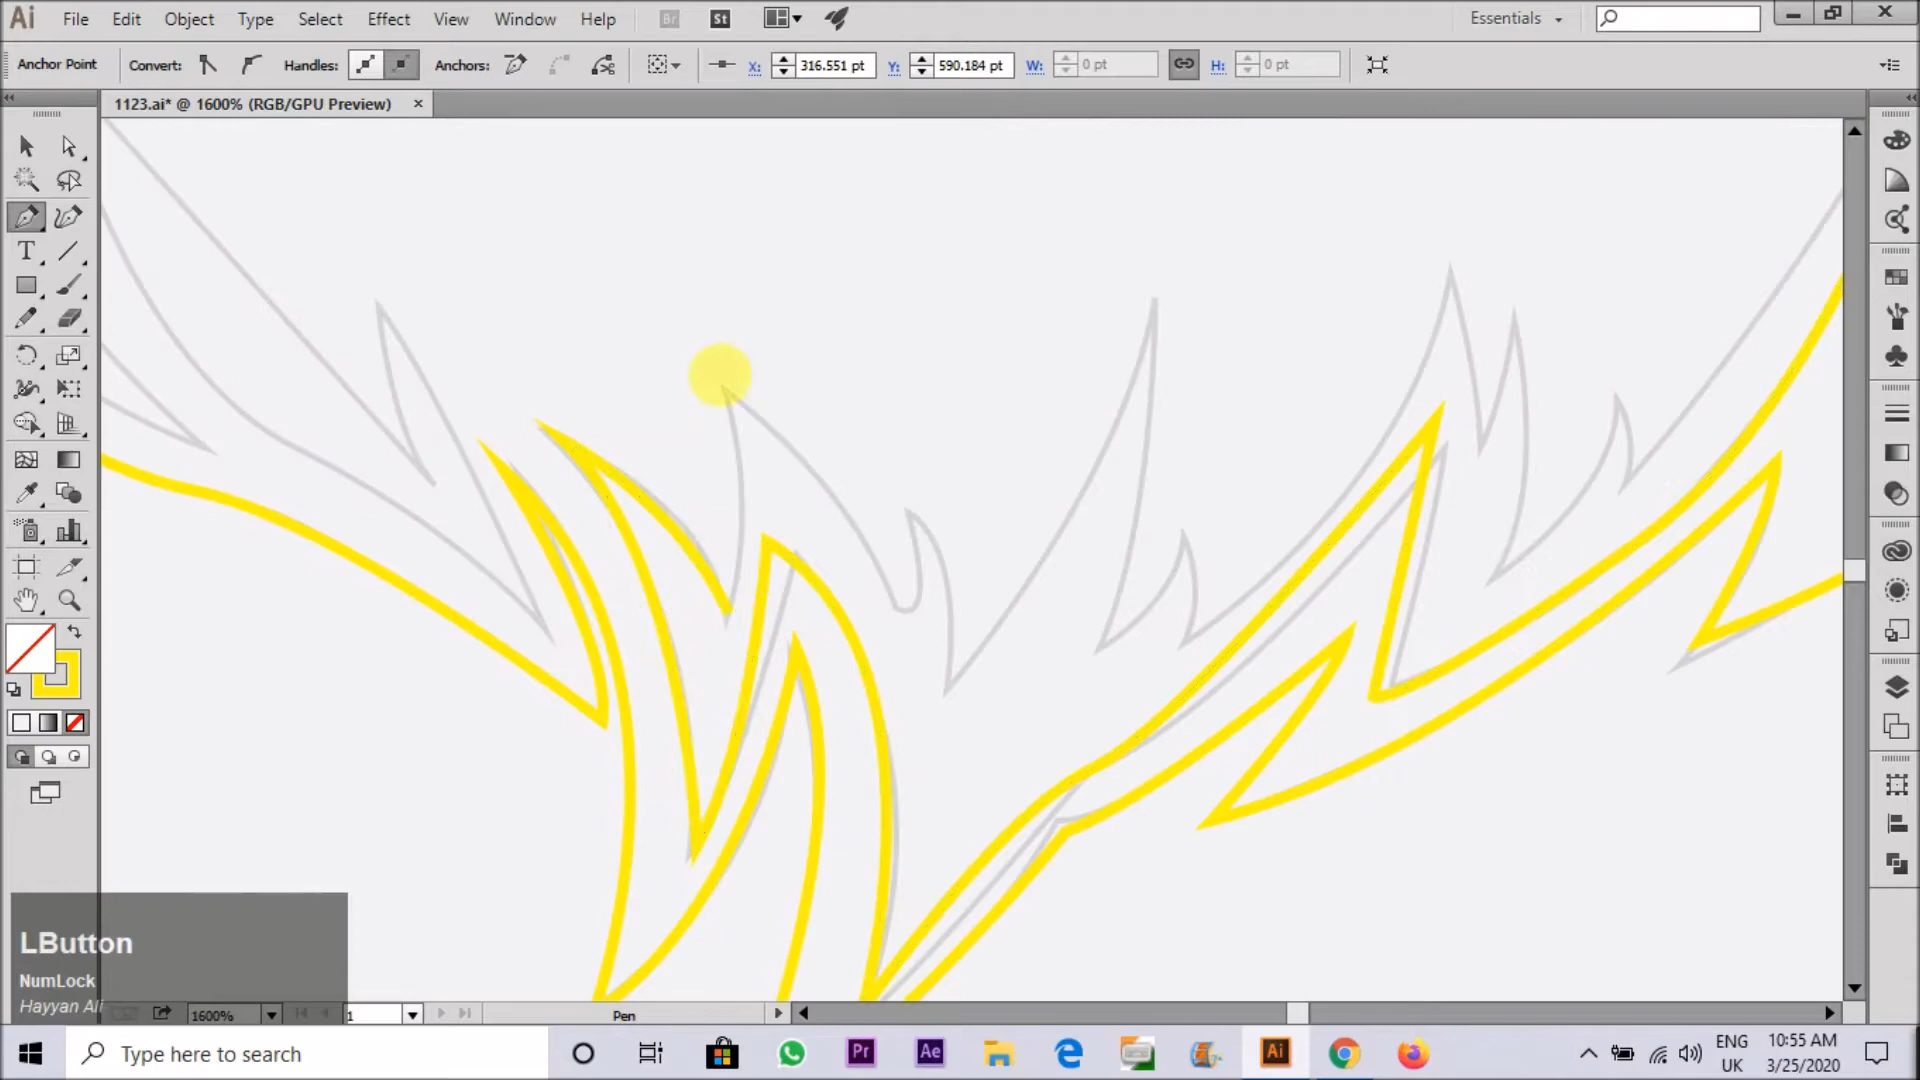 Ai File Edit Object Type Select Effect View Window Help Br St Essentials
Anchor Point Convert: Handles: Anchors: X: 316.551 pt Y: 590.184 pt W: 0 pt H: 0 pt
1123.ai* @ 1600% (RGB/GPU Preview) ×
T
LButton
NumLock
Hayyan Ali
1600% 1 Pen
Type here to search
Pr Ae Ai
ENG
UK
10:55 AM
3/25/2020